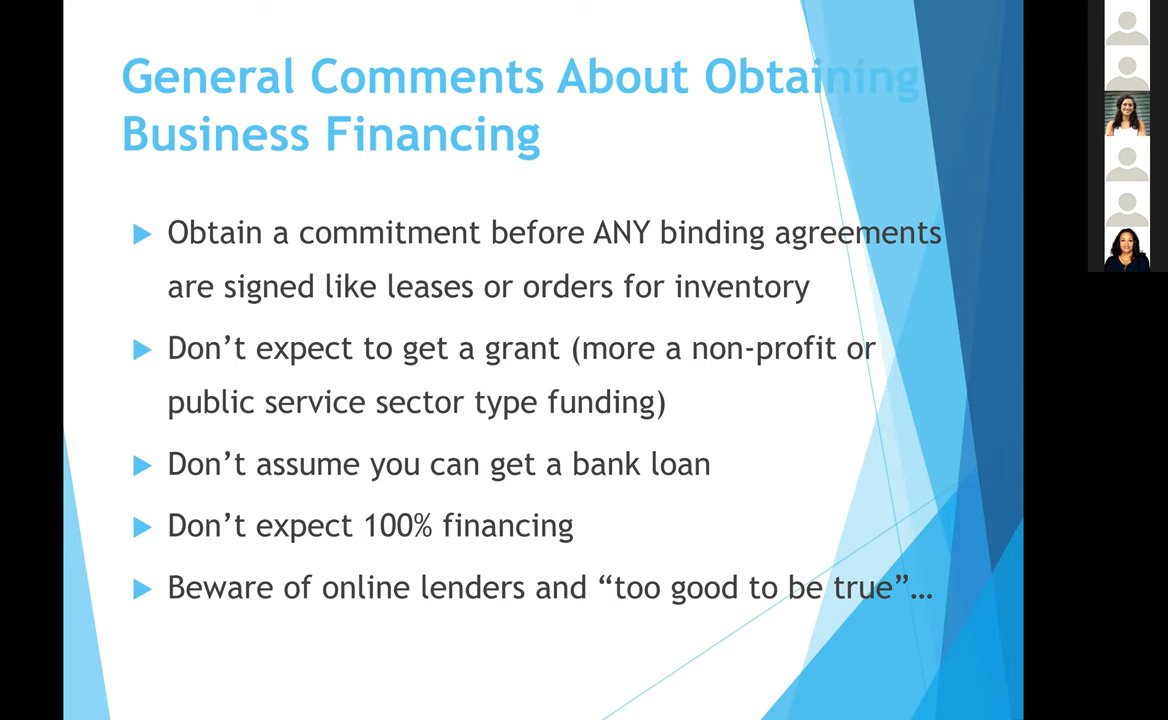 General Comments About Obtaining
Business Financing
Obtain a commitment before ANY binding agreements
are signed like leases or orders for inventory
Don’t expect to get a grant (more a non-profit or
public service sector type funding)
Don’t assume you can get a bank loan
Don’t expect 100% financing
Beware of online lenders and “too good to be true”…